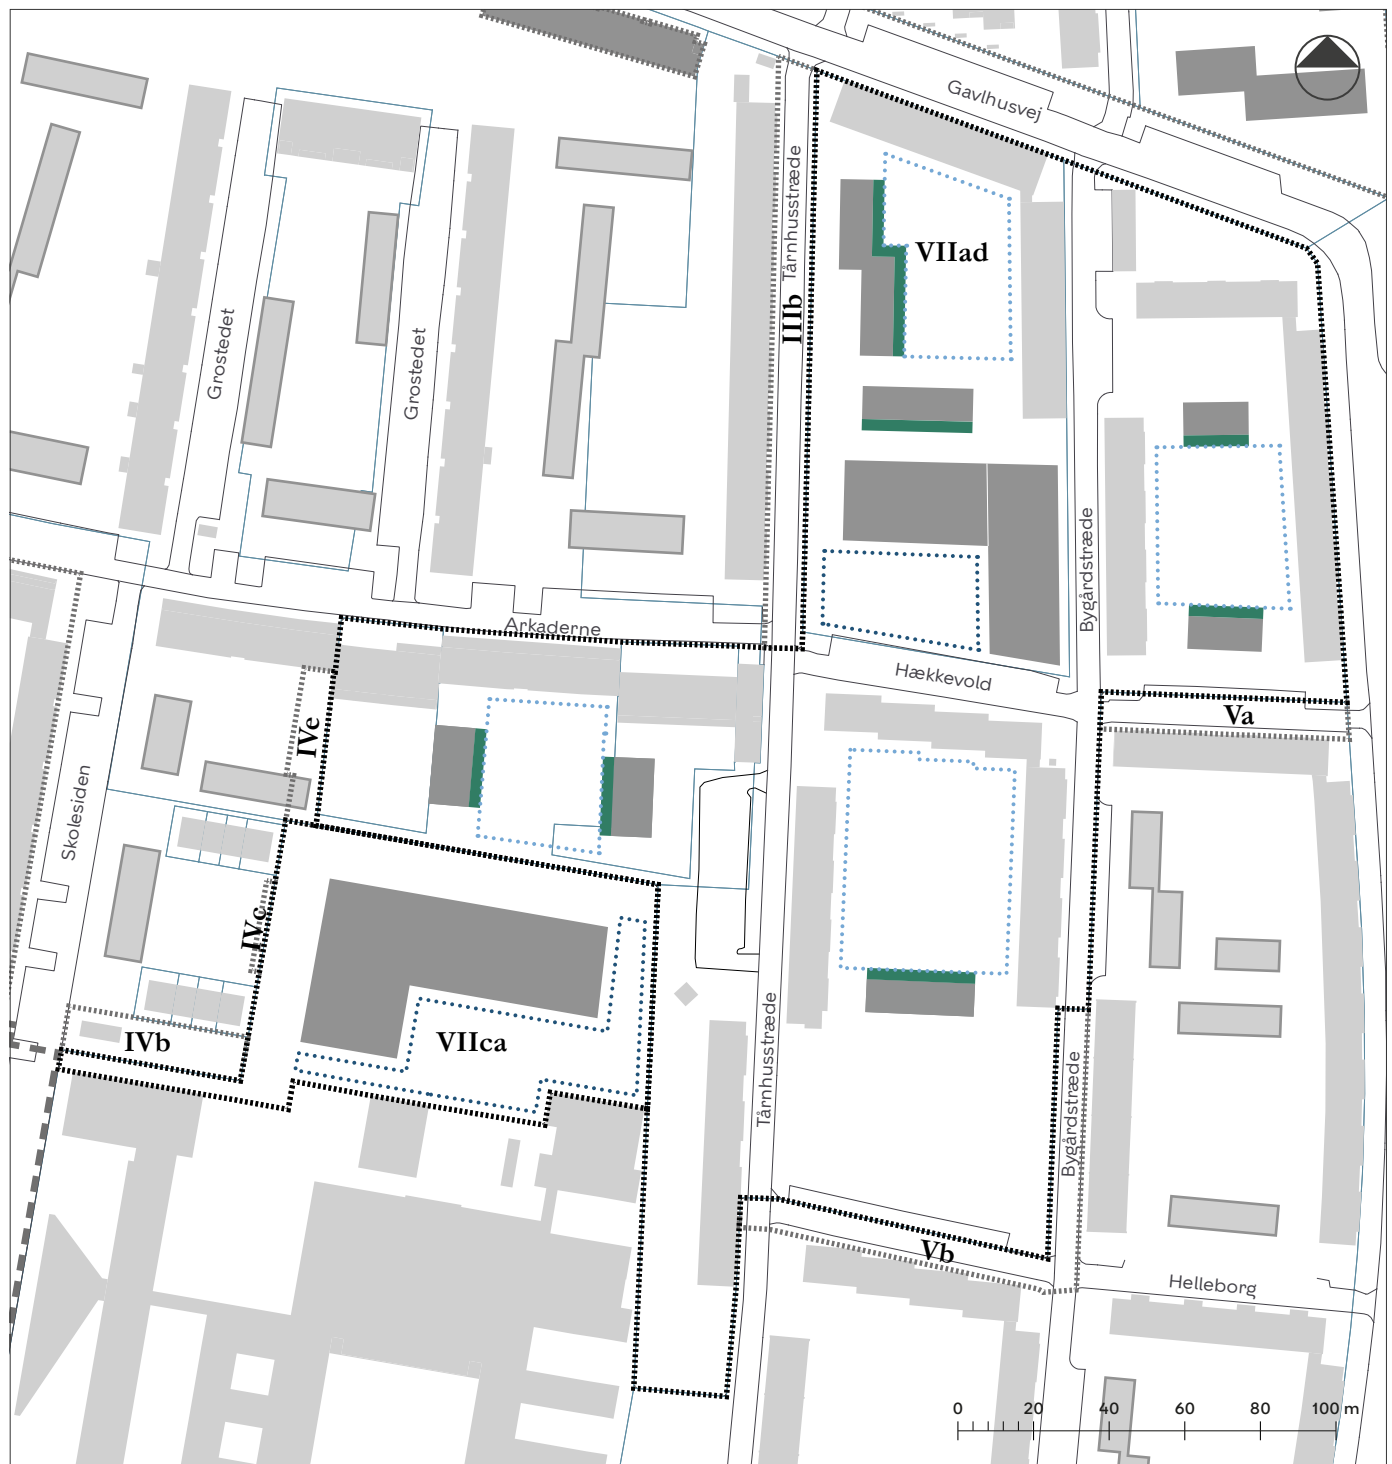 Gavlhusvej
Tårnhusstræde
VIIad
IIIb
Grostedet
Grostedet
Bygårdstræde
Arkaderne
Hækkevold
Va
IVe
Skolesiden
IVc
VIIca
IVb
Tårnhusstræde
Bygårdstræde
Vb
Helleborg
0 20 40 60 80 100 m